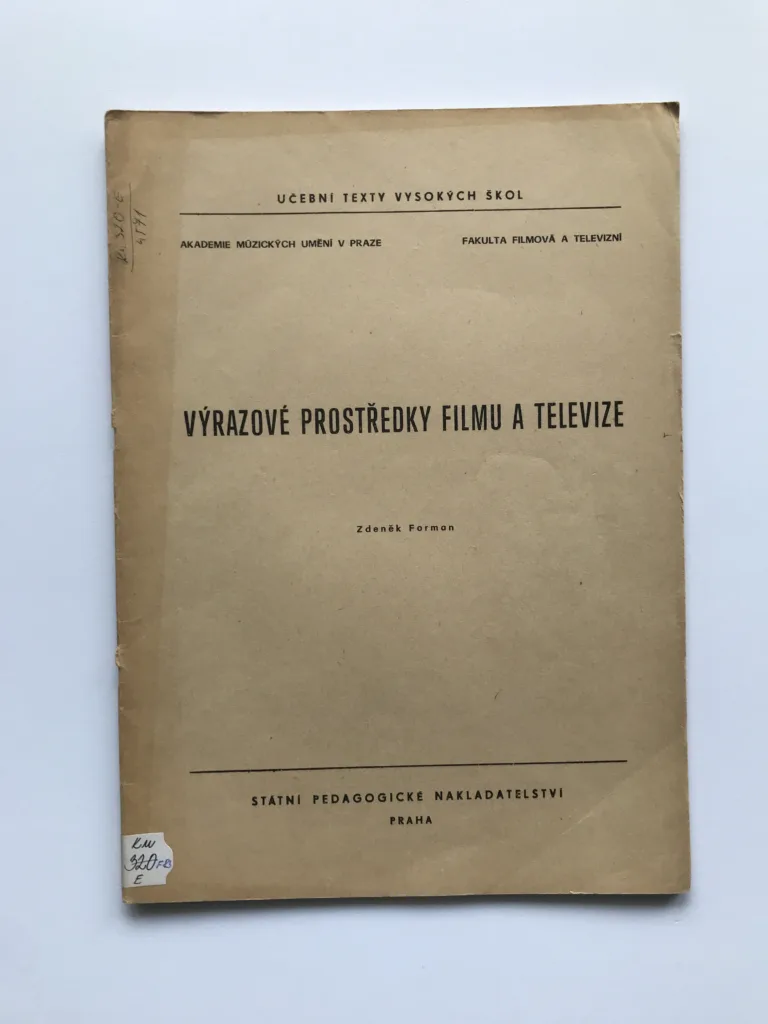 UČEBNÍ TEXTY VYSOKÝCH ŠKOL
AKADEMIE MÚZICKÝCH UMĚNÍ V PRAZE FAKULTA FILMOVÁ A TELEVIZNÍ
VÝRAZOVÉ PROSTŘEDKY FILMU A TELEVIZE
Zdeněk Forman
STÁTNÍ PEDAGOGICKÉ NAKLADATELSTVÍ
PRAHA
320
E